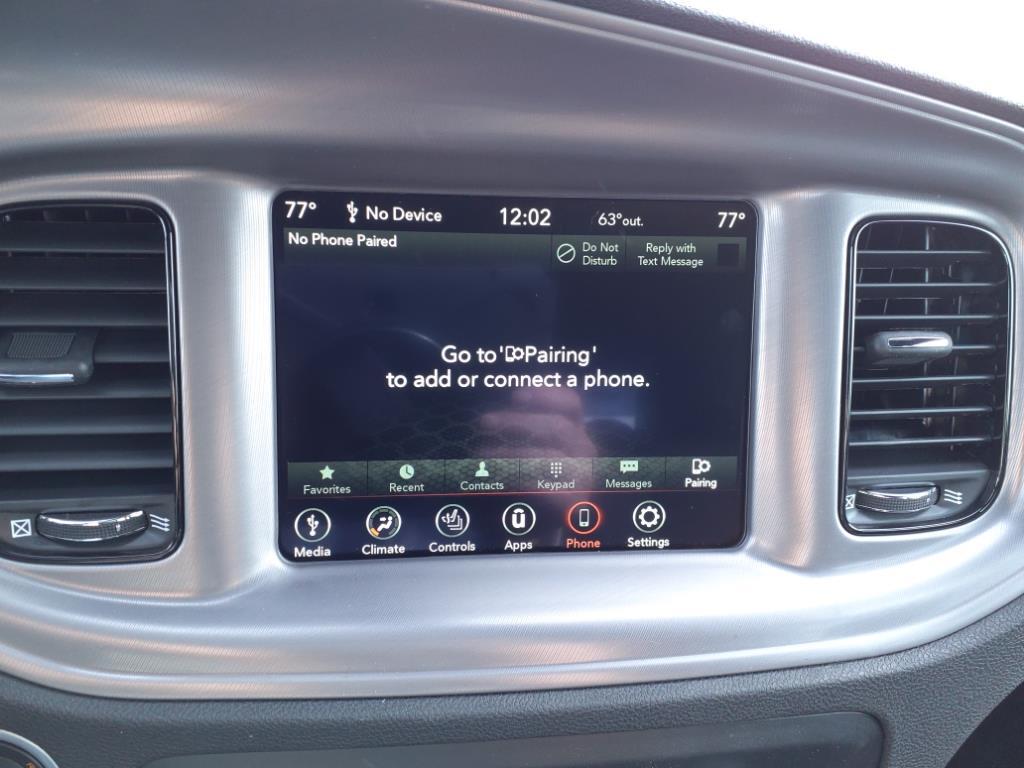 77° No Device 12:02 63°out. 77°
No Phone Paired
Do Not
Disturb
Reply with
Text Message
Go to 'Pairing'
to add or connect a phone.
Favorites Recent Contacts Keypad Messages Pairing
Media Climate Controls Apps Phone Settings